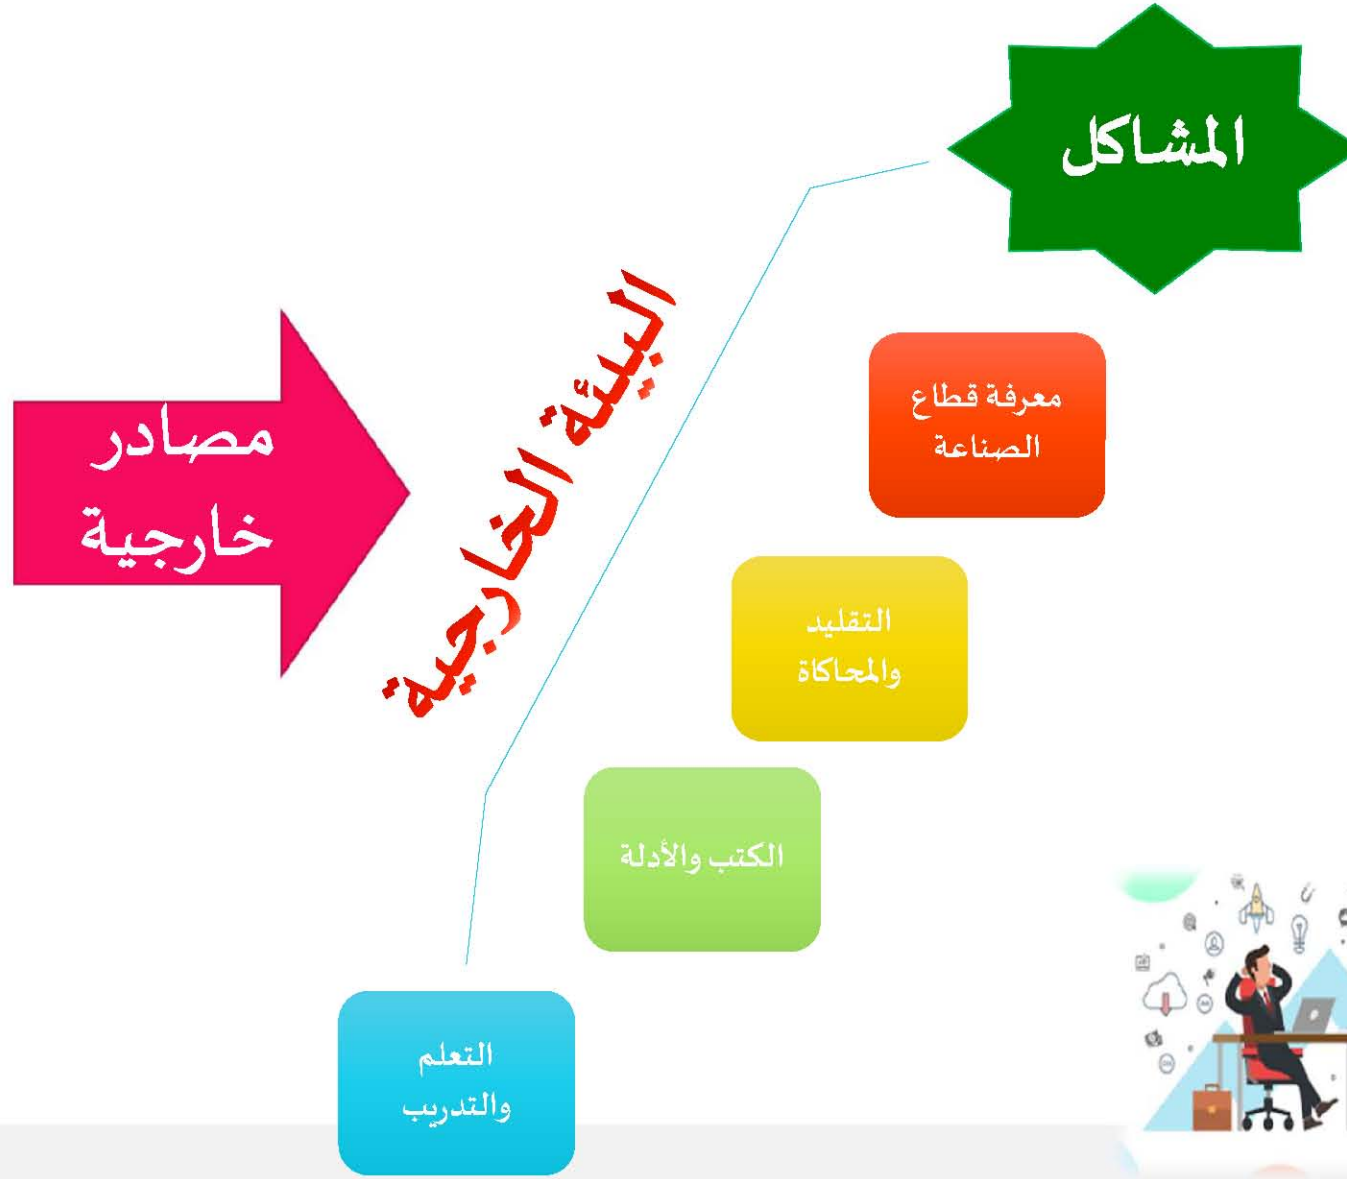 المشاكل
البيئة الخارجية
مصادر
خارجية
معرفة قطاع
الصناعة
التقليد
والمحاكاة
الكتب والأدلة
التعلم
والتدريب